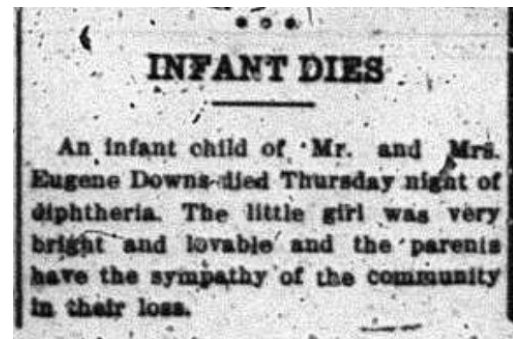 INFANT DIES
An infant child of Mr. and Mrs.
Eugene Downs died Thursday night of
diphtheria. The little girl was very
bright and lovable and the parents
have the sympathy of the community
in their loss.